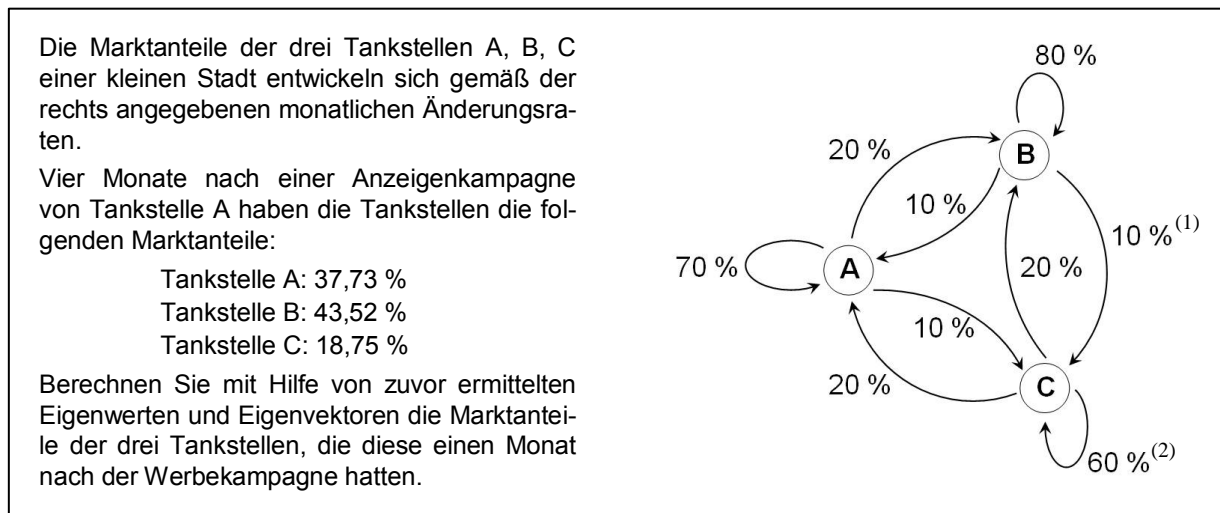 Die Marktanteile der drei Tankstellen A, B, C
einer kleinen Stadt entwickeln sich gemäß der
rechts angegebenen monatlichen Änderungsra-
ten.
Vier Monate nach einer Anzeigenkampagne
von Tankstelle A haben die Tankstellen die fol-
genden Marktanteile:
Tankstelle A: 37,73 %
Tankstelle B: 43,52 %
Tankstelle C: 18,75 %
Berechnen Sie mit Hilfe von zuvor ermittelten
Eigenwerten und Eigenvektoren die Marktantei-
le der drei Tankstellen, die diese einen Monat
nach der Werbekampagne hatten.
80 %
20 %
B
10 %
10 %(1)
70 %
A
20 %
10 %
20 %
C
60 %(2)